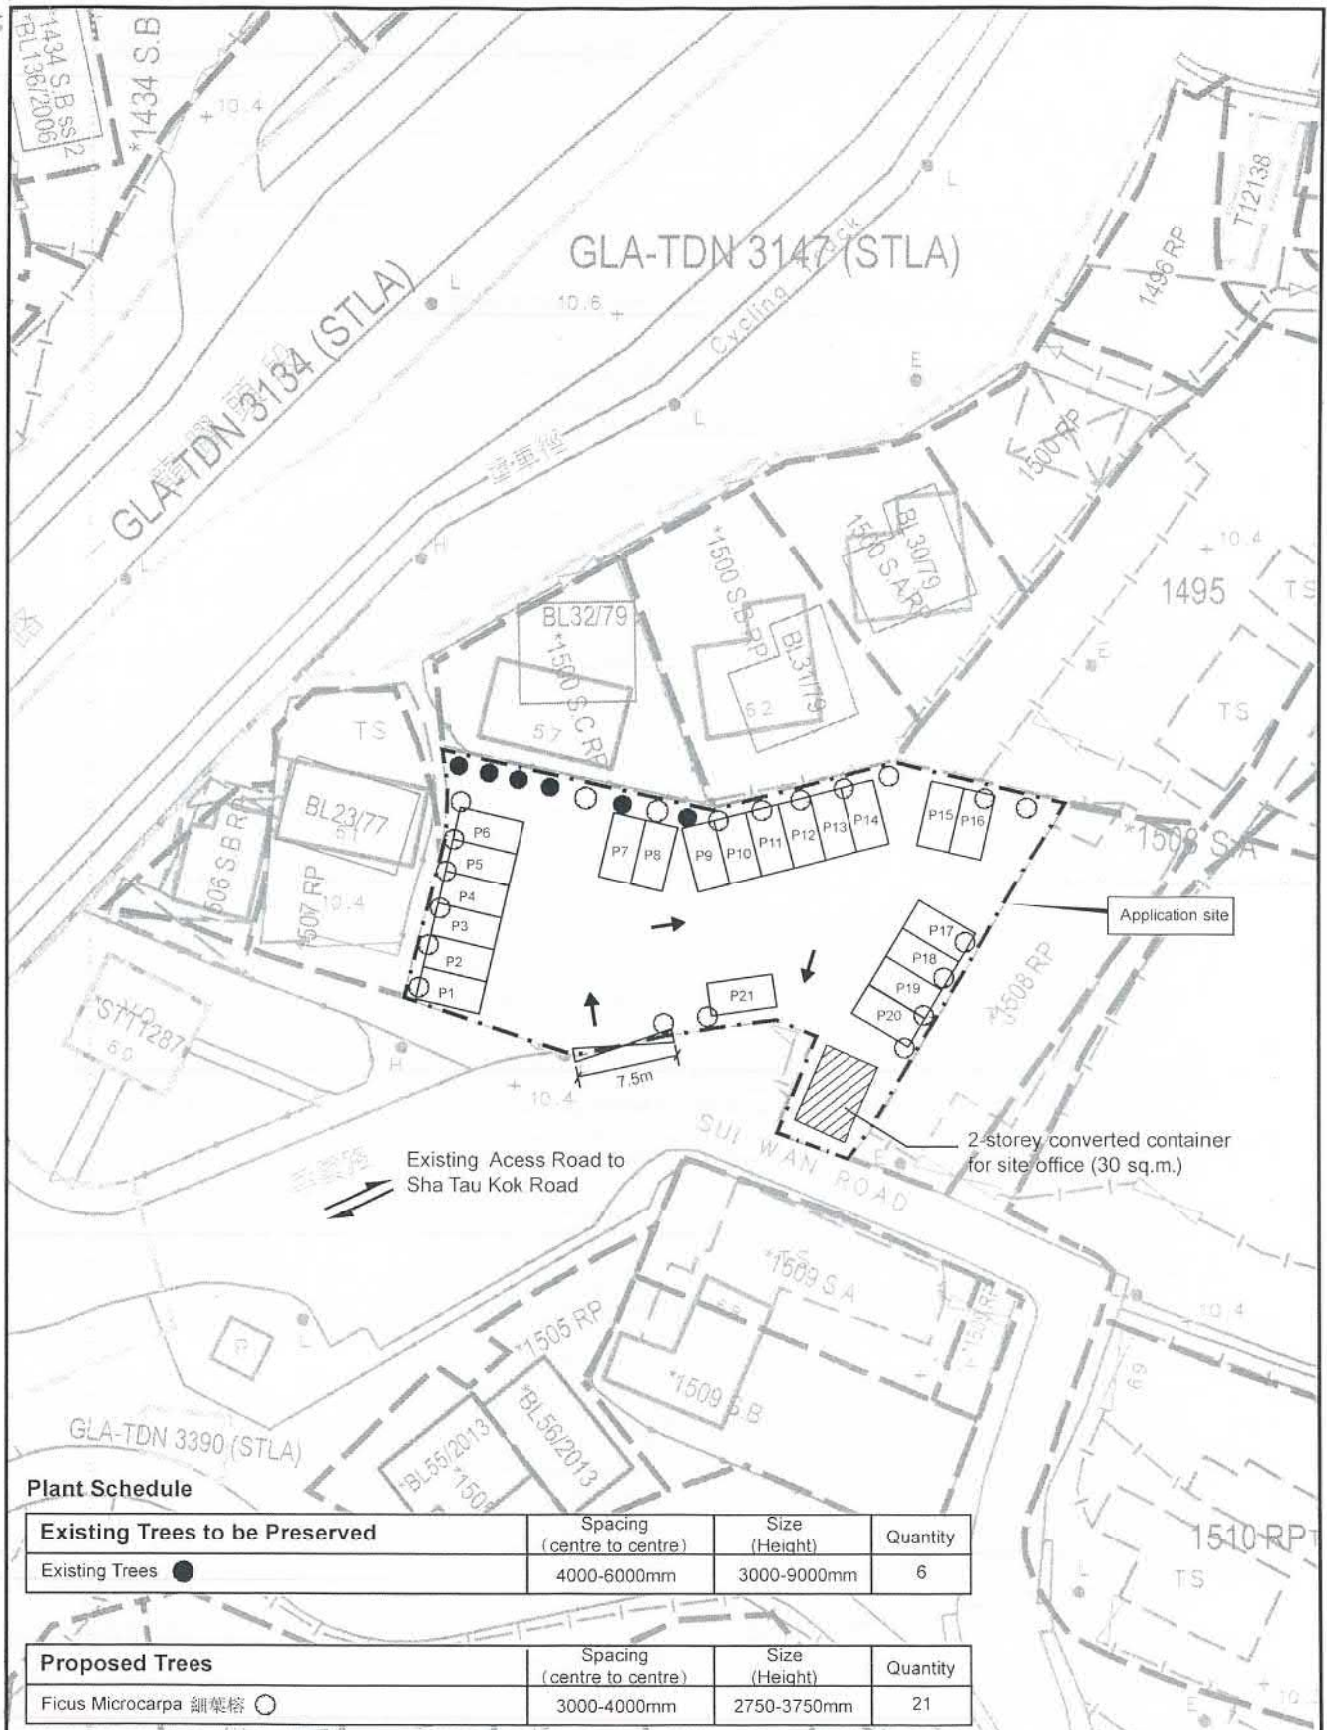 *1434 S.B ss 2
*BL136/2006
*1434 S.B
10.4
L
GLA-TDN 3147 (STLA)
T12138
1496 RP
10.6
Cycling Track
L
GLA-TDN 3134 (STLA)
E
L
單車徑
1500 RP
H
BL30/79
1500 S.A RP
*1500 S.B RP
BL31/79
62
10.4
1495
TS
E
TS
BL32/79
*1500 S.C RP
57
TS
BL23/77
51
506 S.B RP
*1507 RP
10.4
P6
P5
P4
P3
P2
P1
P7
P8
P9
P10
P11
P12
P13
P14
P15
P16
*1508 S.A
Application site
P17
P18
P19
P20
P21
*1508 RP
*STT1287
60
H
7.5m
10.4
SUI WAN ROAD
2-storey converted container
for site office (30 sq.m.)
E
Existing Acess Road to
Sha Tau Kok Road
*1509 S.A
TS
10.4
69
*1505 RP
*1509 S.B
L
GLA-TDN 3390 (STLA)
*BL55/2013
*BL56/2013
1510 RP
TS
E
Plant Schedule
Existing Trees to be Preserved Spacing (centre to centre) Size (Height) Quantity
Existing Trees 4000-6000mm 3000-9000mm 6
Proposed Trees Spacing (centre to centre) Size (Height) Quantity
Ficus Microcarpa 細葉榕 3000-4000mm 2750-3750mm 21